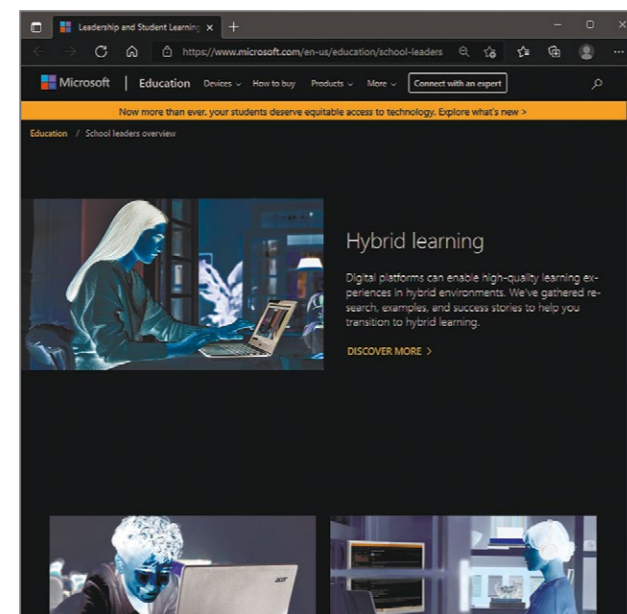 Leadership and Student Learning
https://www.microsoft.com/en-us/education/school-leaders
Microsoft | Education Devices How to buy Products More Connect with an expert
Now more than ever, your students deserve equitable access to technology. Explore what's new >
Education / School leaders overview
Hybrid learning
Digital platforms can enable high-quality learning ex-
periences in hybrid environments. We've gathered re-
search, examples, and success stories to help you
transition to hybrid learning.
DISCOVER MORE >
acer